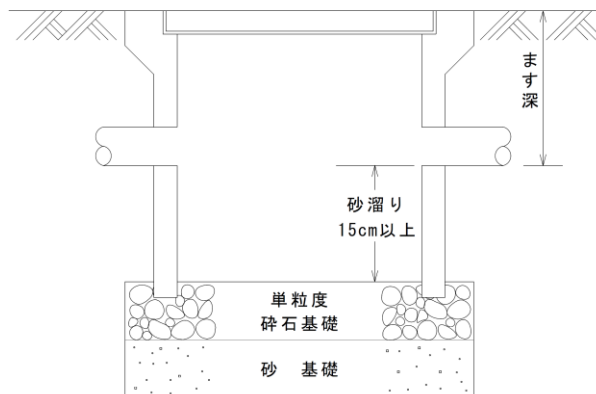 ます深
砂溜り
15cm以上
単粒度
砕石基礎
砂 基礎